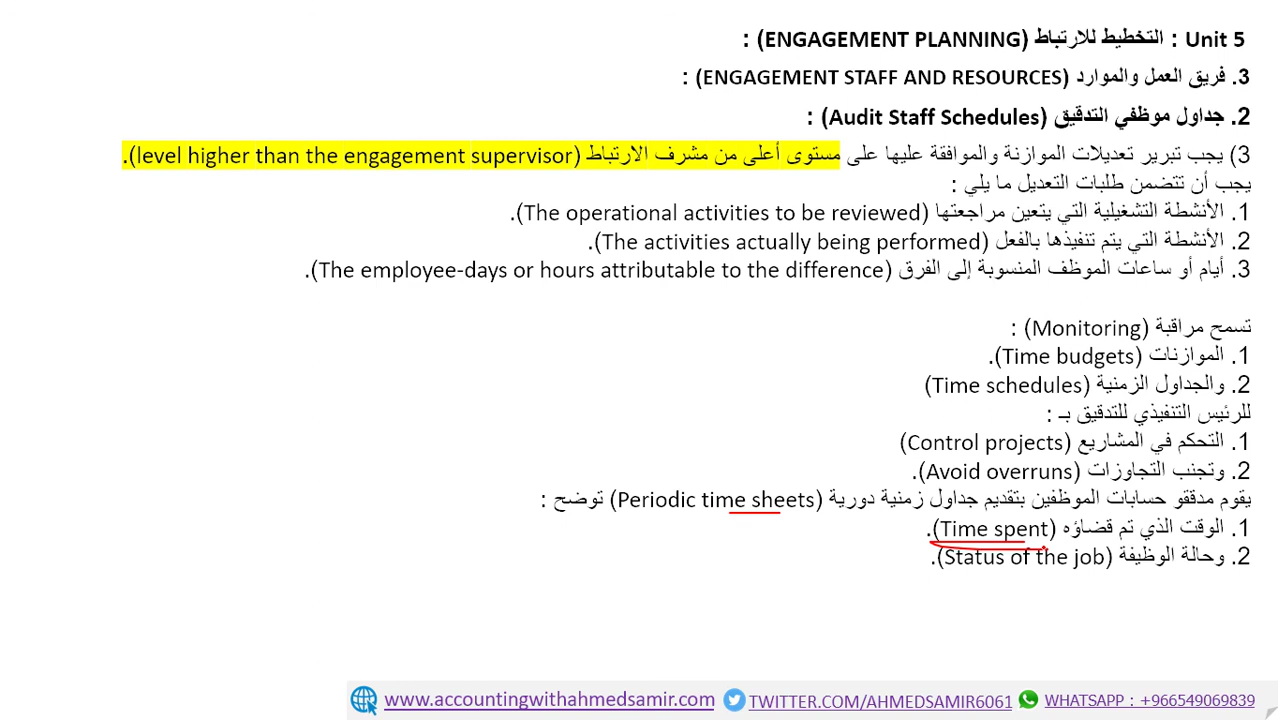 Unit 5 : التخطيط للارتباط (ENGAGEMENT PLANNING) :
3. فريق العمل والموارد (ENGAGEMENT STAFF AND RESOURCES) :
2. جداول موظفي التدقيق (Audit Staff Schedules) :
3) يجب تبرير تعديلات الموازنة والموافقة عليها على مستوى أعلى من مشرف الارتباط (level higher than the engagement supervisor).
يجب أن تتضمن طلبات التعديل ما يلي :
1. الأنشطة التشغيلية التي يتعين مراجعتها (The operational activities to be reviewed).
2. الأنشطة التي يتم تنفيذها بالفعل (The activities actually being performed).
3. أيام أو ساعات الموظف المنسوبة إلى الفرق (The employee-days or hours attributable to the difference).
تسمح مراقبة (Monitoring) :
1. الموازنات (Time budgets).
2. والجداول الزمنية (Time schedules)
للرئيس التنفيذي للتدقيق بـ :
1. التحكم في المشاريع (Control projects)
2. وتجنب التجاوزات (Avoid overruns).
يقوم مدققو حسابات الموظفين بتقديم جداول زمنية دورية (Periodic time sheets) توضح :
1. الوقت الذي تم قضاؤه (Time spent).
2. وحالة الوظيفة (Status of the job).
www.accountingwithahmedsamir.com TWITTER.COM/AHMEDSAMIR6061 WHATSAPP : +966549069839